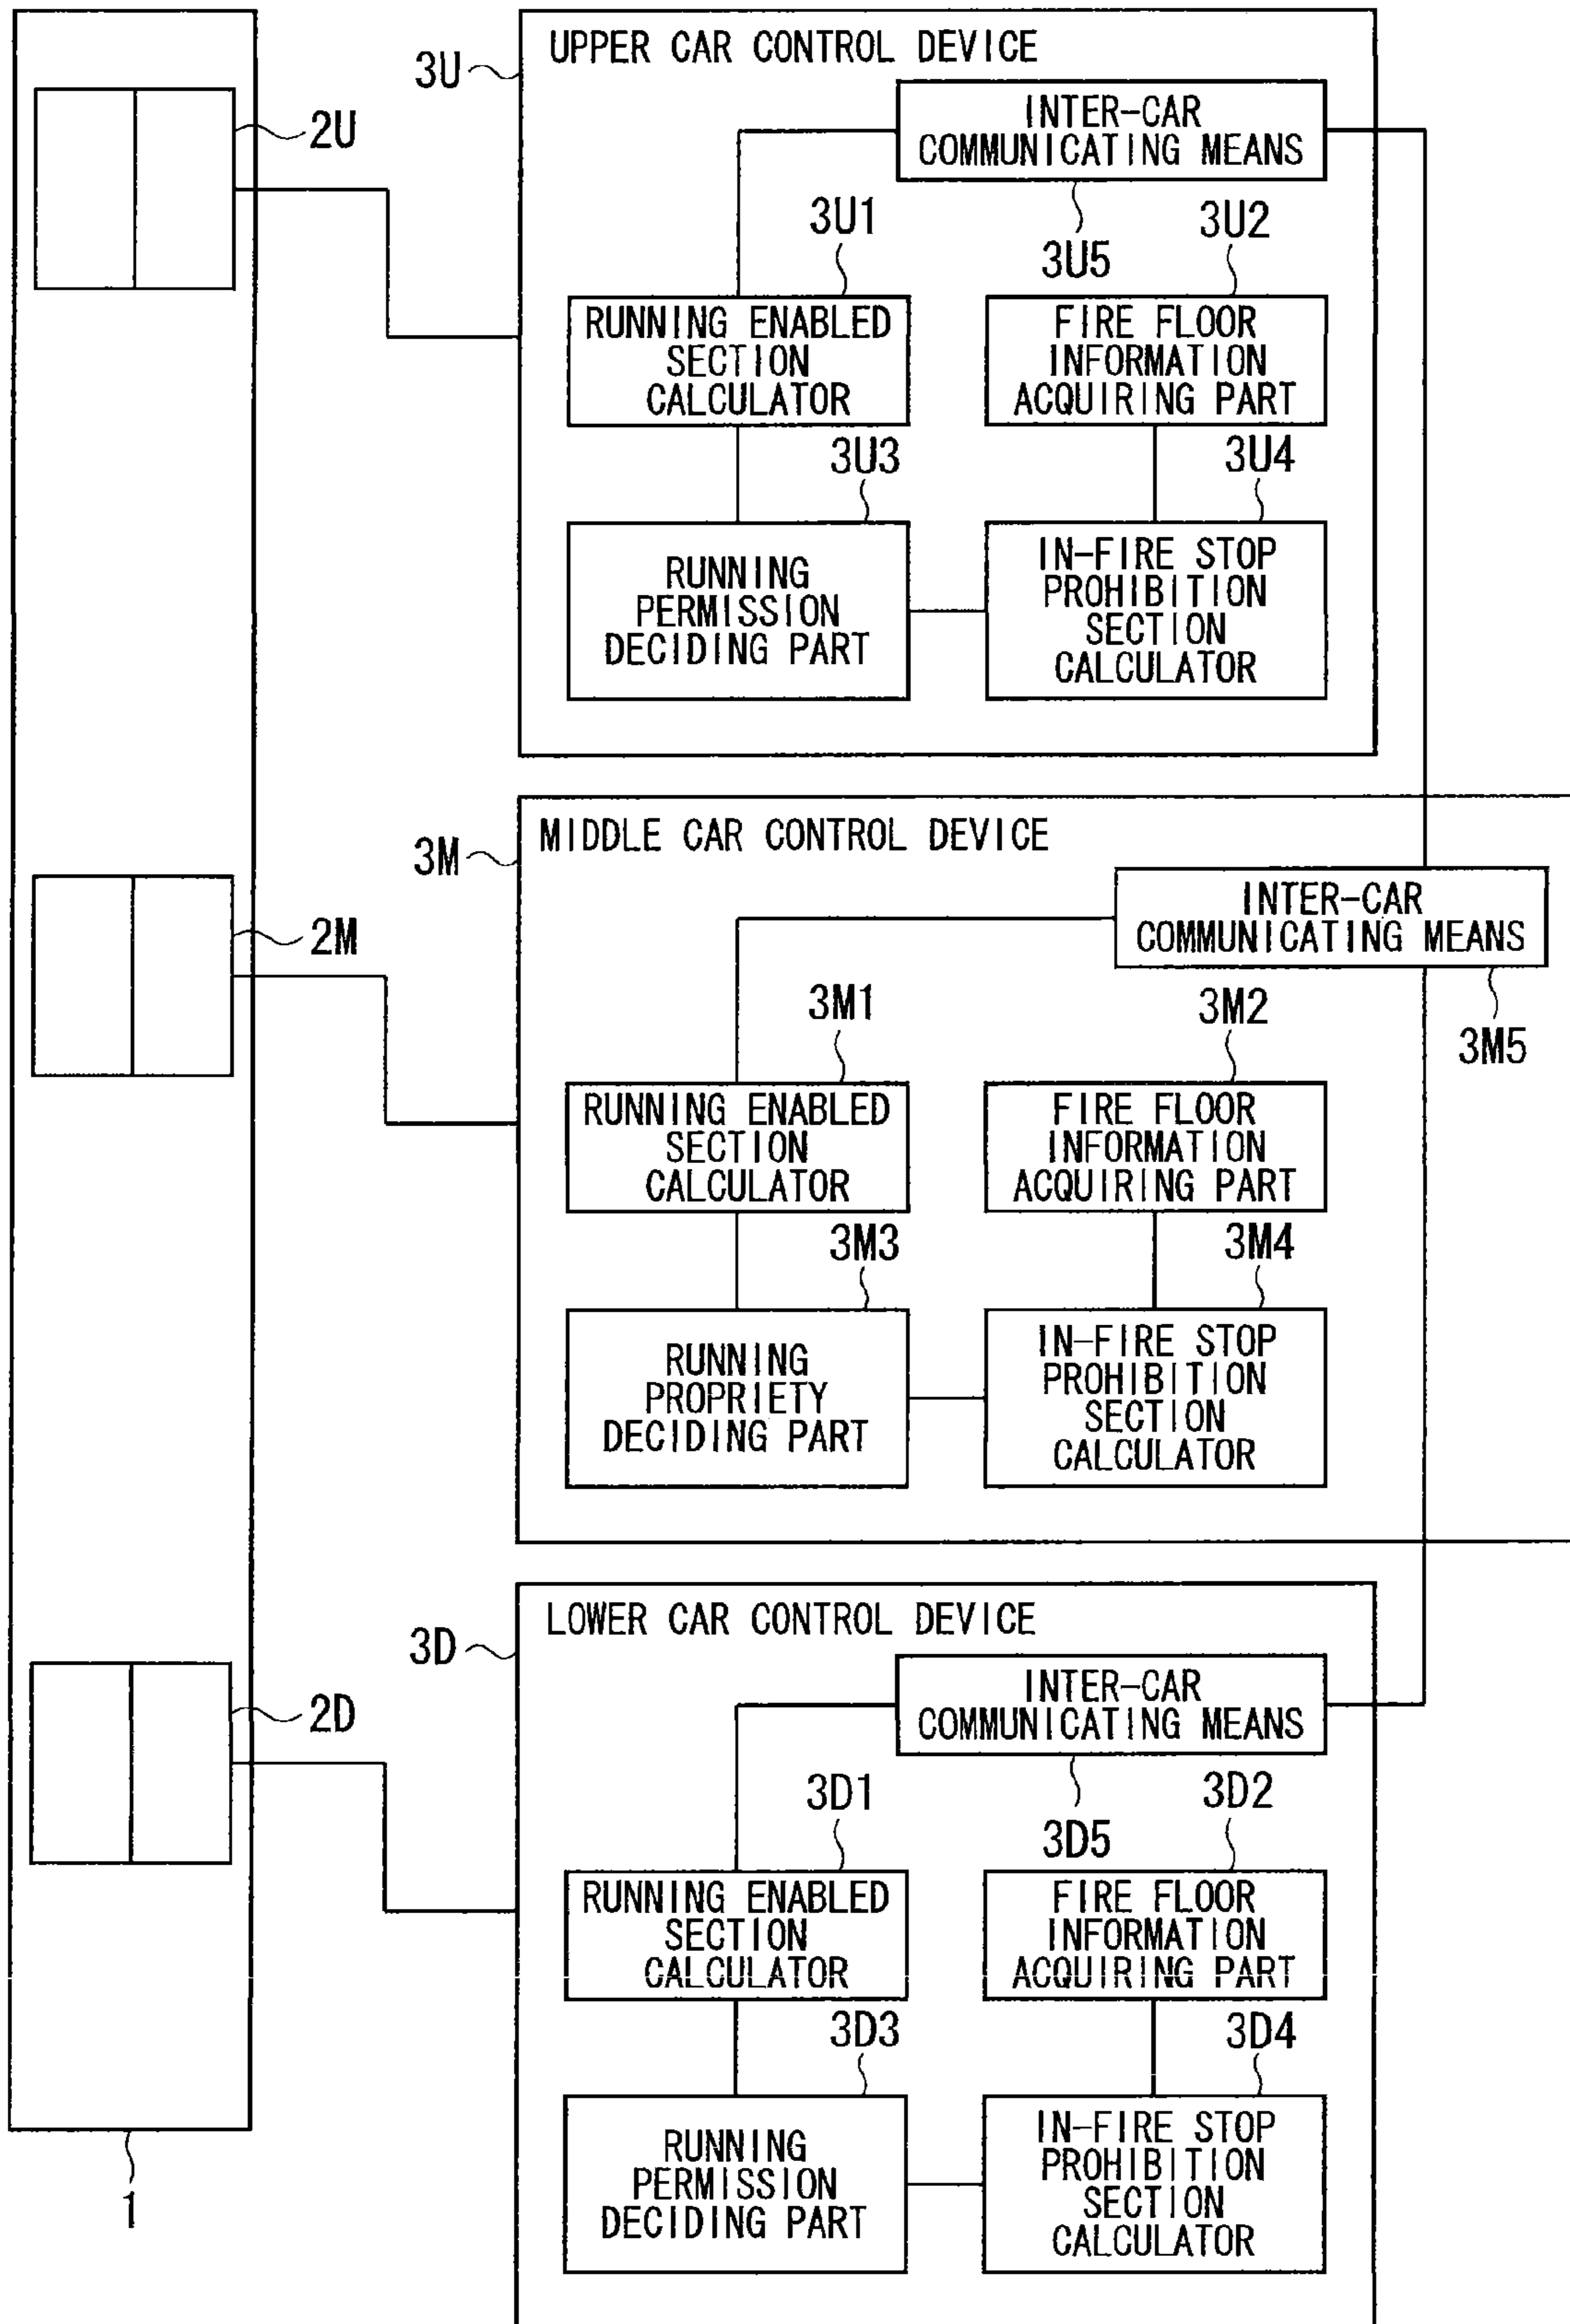 UPPER CAR CONTROL DEVICE
3U
INTER-CAR
COMMUNICATING MEANS
2U
3U1
3U5
3U2
RUNNING ENABLED
SECTION
CALCULATOR
FIRE FLOOR
INFORMATION
ACQUIRING PART
3U3
3U4
RUNNING
PERMISSION
DECIDING PART
IN-FIRE STOP
PROHIBITION
SECTION
CALCULATOR
MIDDLE CAR CONTROL DEVICE
3M
INTER-CAR
COMMUNICATING MEANS
2M
3M1
3M2
3M5
RUNNING ENABLED
SECTION
CALCULATOR
FIRE FLOOR
INFORMATION
ACQUIRING PART
3M3
3M4
RUNNING
PROPRIETY
DECIDING PART
IN-FIRE STOP
PROHIBITION
SECTION
CALCULATOR
LOWER CAR CONTROL DEVICE
3D
INTER-CAR
COMMUNICATING MEANS
2D
3D1
3D5
3D2
RUNNING ENABLED
SECTION
CALCULATOR
FIRE FLOOR
INFORMATION
ACQUIRING PART
3D3
3D4
RUNNING
PERMISSION
DECIDING PART
IN-FIRE STOP
PROHIBITION
SECTION
CALCULATOR
1